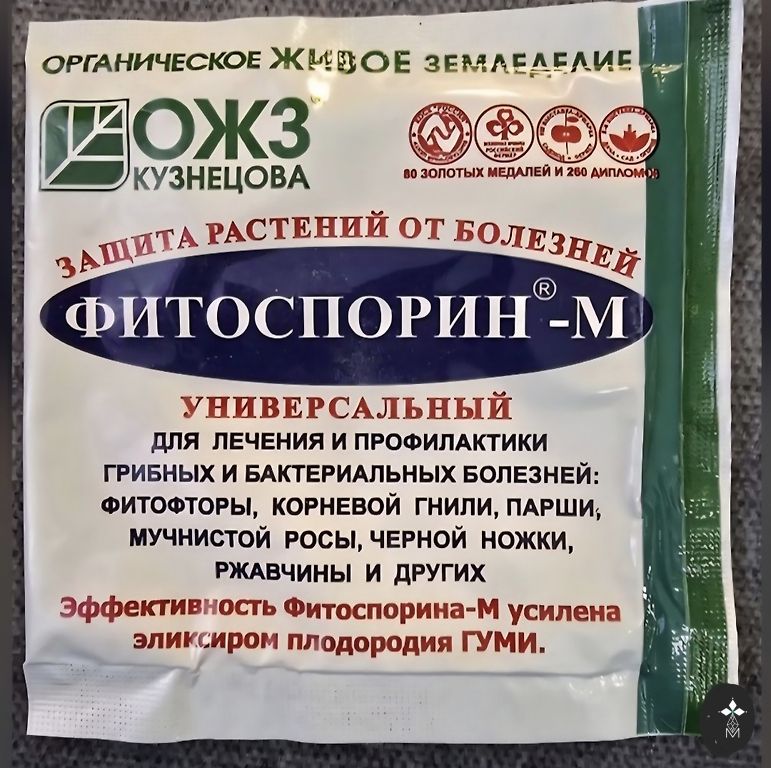 ОРГАНИЧЕСКОЕ ЖИВОЕ ЗЕМЛЕДЕЛИЕ
ОЖЗ
КУЗНЕЦОВА
80 ЗОЛОТЫХ МЕДАЛЕЙ И 260 ДИПЛОМОВ
ЗАЩИТА РАСТЕНИЙ ОТ БОЛЕЗНЕЙ
ФИТОСПОРИН®-М
УНИВЕРСАЛЬНЫЙ
ДЛЯ ЛЕЧЕНИЯ И ПРОФИЛАКТИКИ
ГРИБНЫХ И БАКТЕРИАЛЬНЫХ БОЛЕЗНЕЙ:
ФИТОФТОРЫ, КОРНЕВОЙ ГНИЛИ, ПАРШИ,
МУЧНИСТОЙ РОСЫ, ЧЕРНОЙ НОЖКИ,
РЖАВЧИНЫ И ДРУГИХ
Эффективность Фитоспорина-М усилена
эликсиром плодородия ГУМИ.